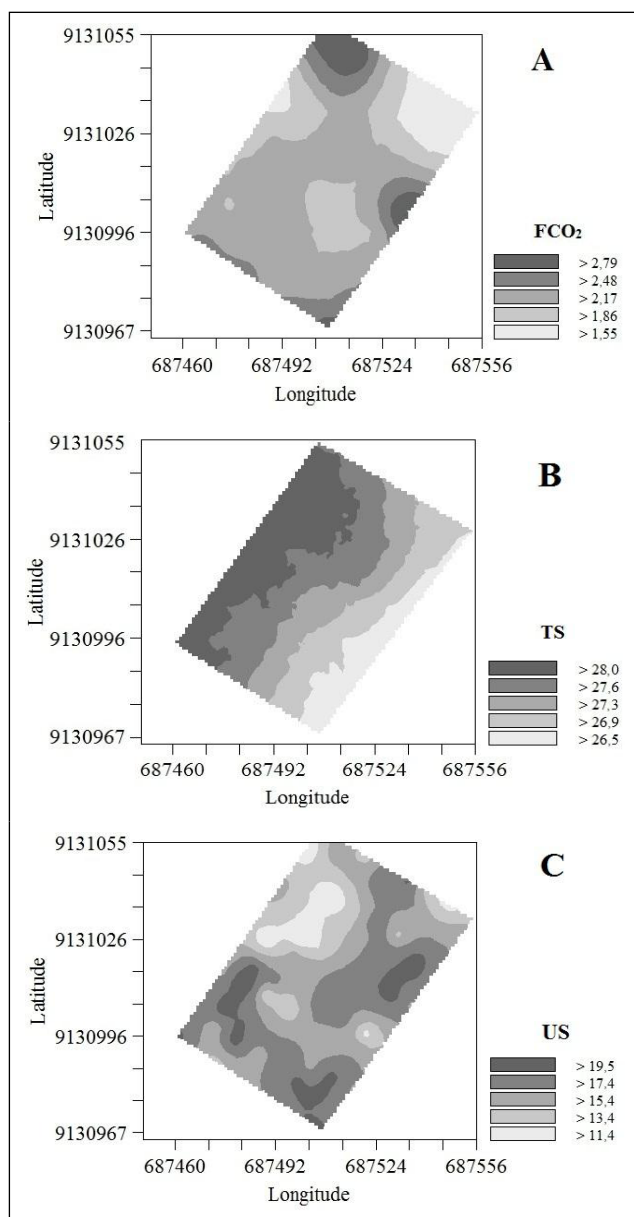 A
9131055
9131026
9130996
9130967
Latitude
687460 687492 687524 687556
Longitude
FCO₂
> 2,79
> 2,48
> 2,17
> 1,86
> 1,55
B
9131055
9131026
9130996
9130967
Latitude
687460 687492 687524 687556
Longitude
TS
> 28,0
> 27,6
> 27,3
> 26,9
> 26,5
C
9131055
9131026
9130996
9130967
Latitude
687460 687492 687524 687556
Longitude
US
> 19,5
> 17,4
> 15,4
> 13,4
> 11,4